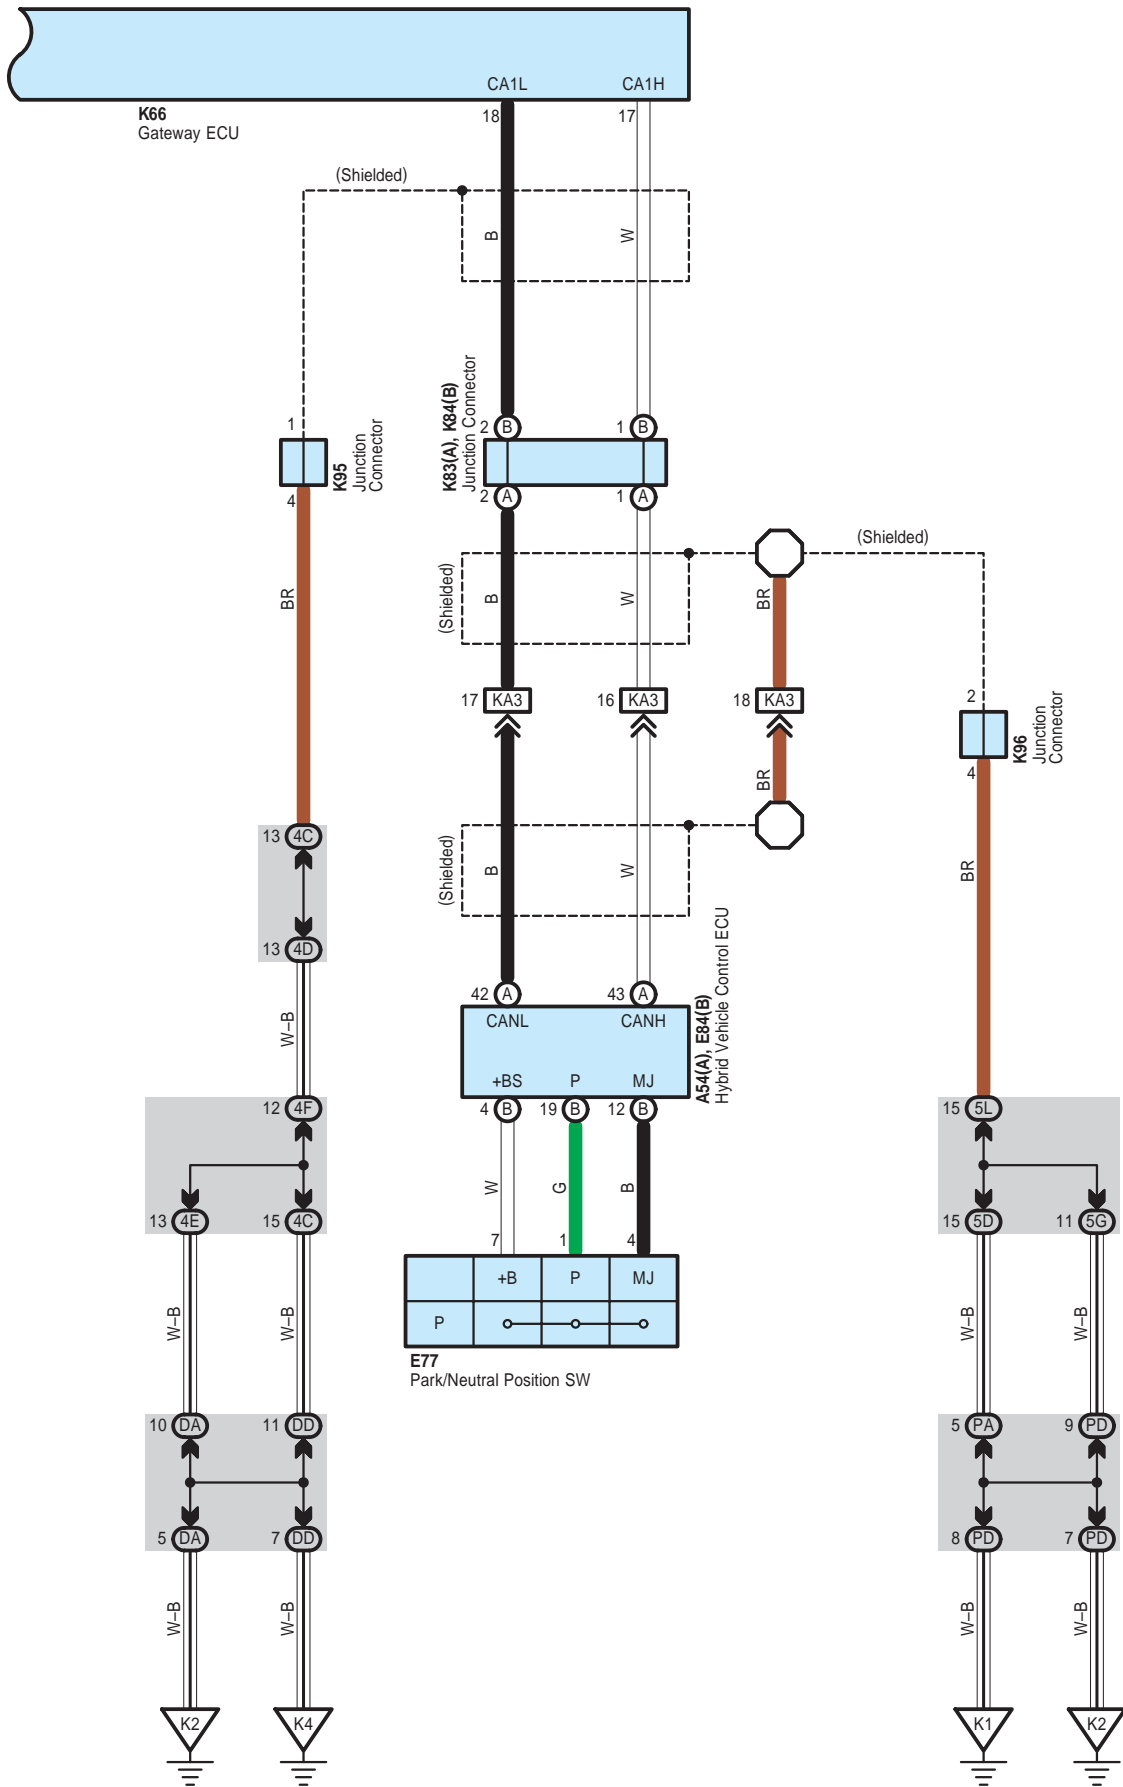 CA1L CA1H
K66
Gateway ECU
18 17
(Shielded)
B W
1
K95
Junction
Connector
4
K83(A), K84(B)
Junction Connector
2 B 1 B
2 A 1 A
(Shielded)
(Shielded)
BR B W BR
17 KA3 16 KA3 18 KA3
2
K96
Junction
Connector
4
BR
(Shielded)
B W
BR
13 4C
13 4D
W–B
42 A 43 A
CANL CANH
A54(A), E84(B)
Hybrid Vehicle Control ECU
+BS P MJ
4 B 19 B 12 B
12 4F
15 5L
W G B
13 4E 15 4C
15 5D 11 5G
7 1 4
+B P MJ
P
E77
Park/Neutral Position SW
W–B W–B W–B W–B
10 DA 11 DD
5 PA 9 PD
5 DA 7 DD
8 PD 7 PD
W–B W–B W–B W–B
K2 K4 K1 K2